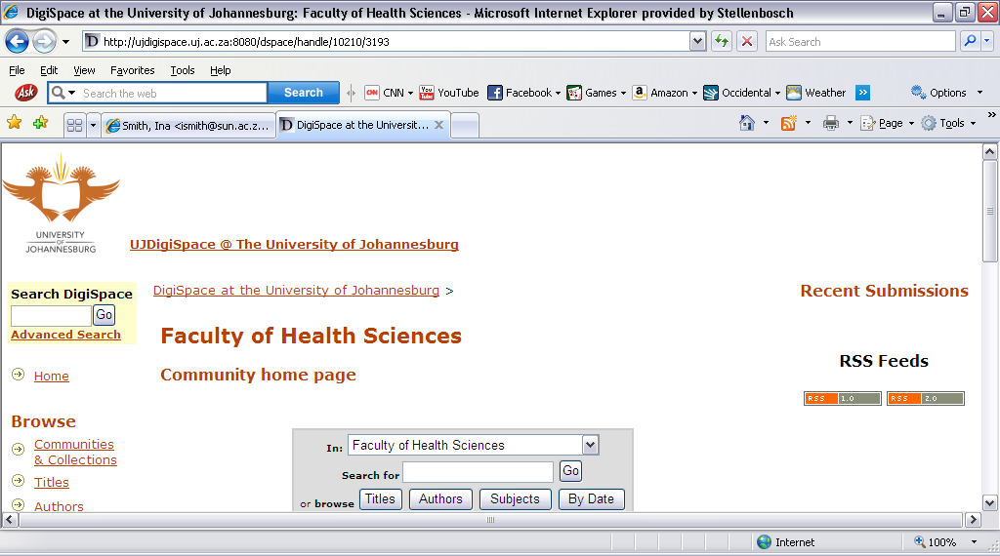 DigiSpace at the University of Johannesburg: Faculty of Health Sciences - Microsoft Internet Explorer provided by Stellenbosch
D http://ujdigispace.uj.ac.za:8080/dspace/handle/10210/3193
Ask Search
File Edit View Favorites Tools Help
Ask Search the web Search CNN CNN You Tube YouTube Facebook Games a Amazon Occidental Weather Options
Smith, Ina <ismith@sun.ac.z... D DigiSpace at the Universit... Page Tools
UNIVERSITY
OF
JOHANNESBURG
UJDigiSpace @ The University of Johannesburg
Search DigiSpace
Go
Advanced Search
Home
Browse
Communities
& Collections
Titles
Authors
DigiSpace at the University of Johannesburg >
Faculty of Health Sciences
Community home page
In: Faculty of Health Sciences
Search for Go
or browse Titles Authors Subjects By Date
Recent Submissions
RSS Feeds
RSS 1.0 RSS 2.0
Internet 100%